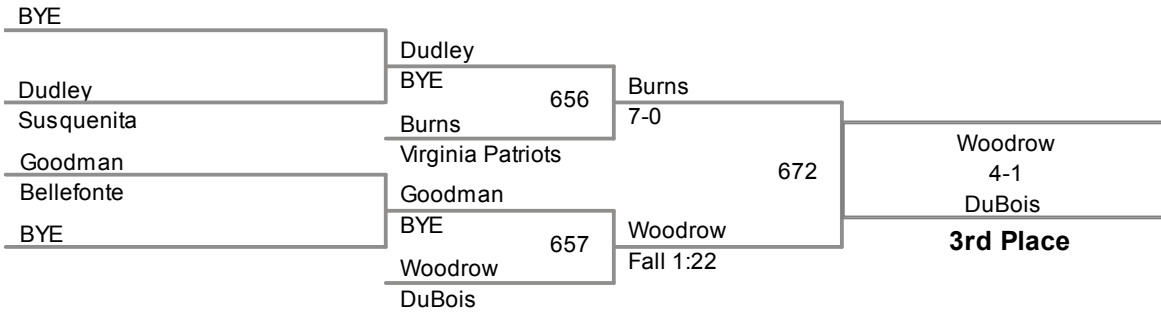 BYE
Dudley
Susquenita
Goodman
Bellefonte
BYE
Dudley
BYE
656
Burns
Virginia Patriots
Goodman
BYE
657
Woodrow
DuBois
Burns
7-0
672
Woodrow
Fall 1:22
Woodrow
4-1
DuBois
3rd Place